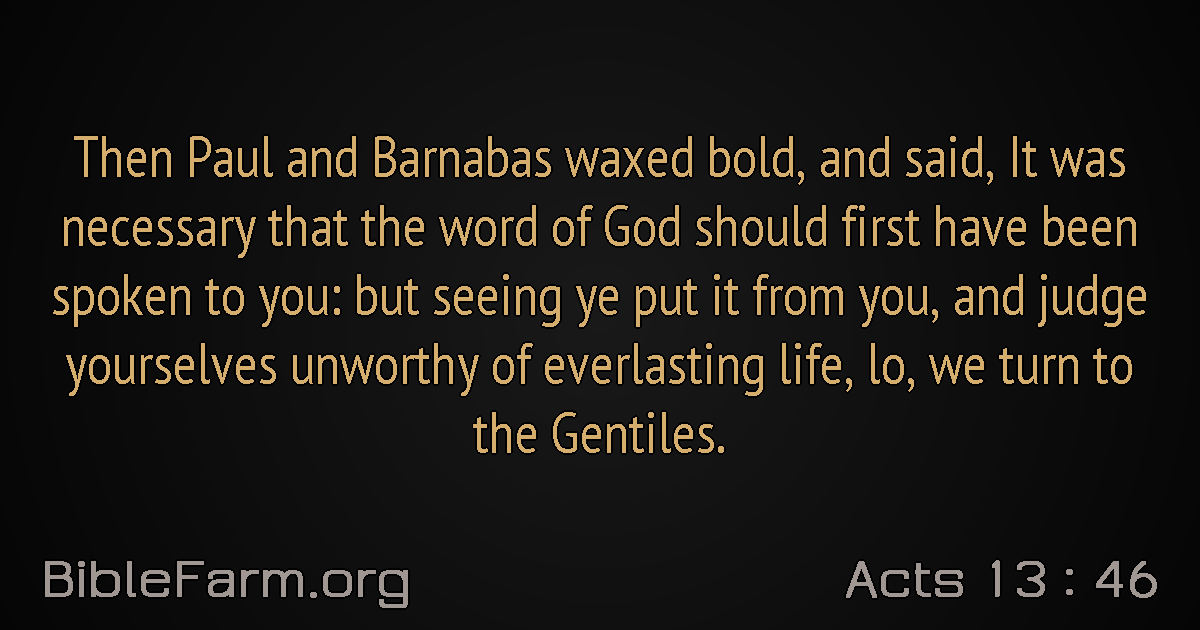 Then Paul and Barnabas waxed bold, and said, It was
necessary that the word of God should first have been
spoken to you: but seeing ye put it from you, and judge
yourselves unworthy of everlasting life, lo, we turn to
the Gentiles.
BibleFarm.org
Acts 13 : 46